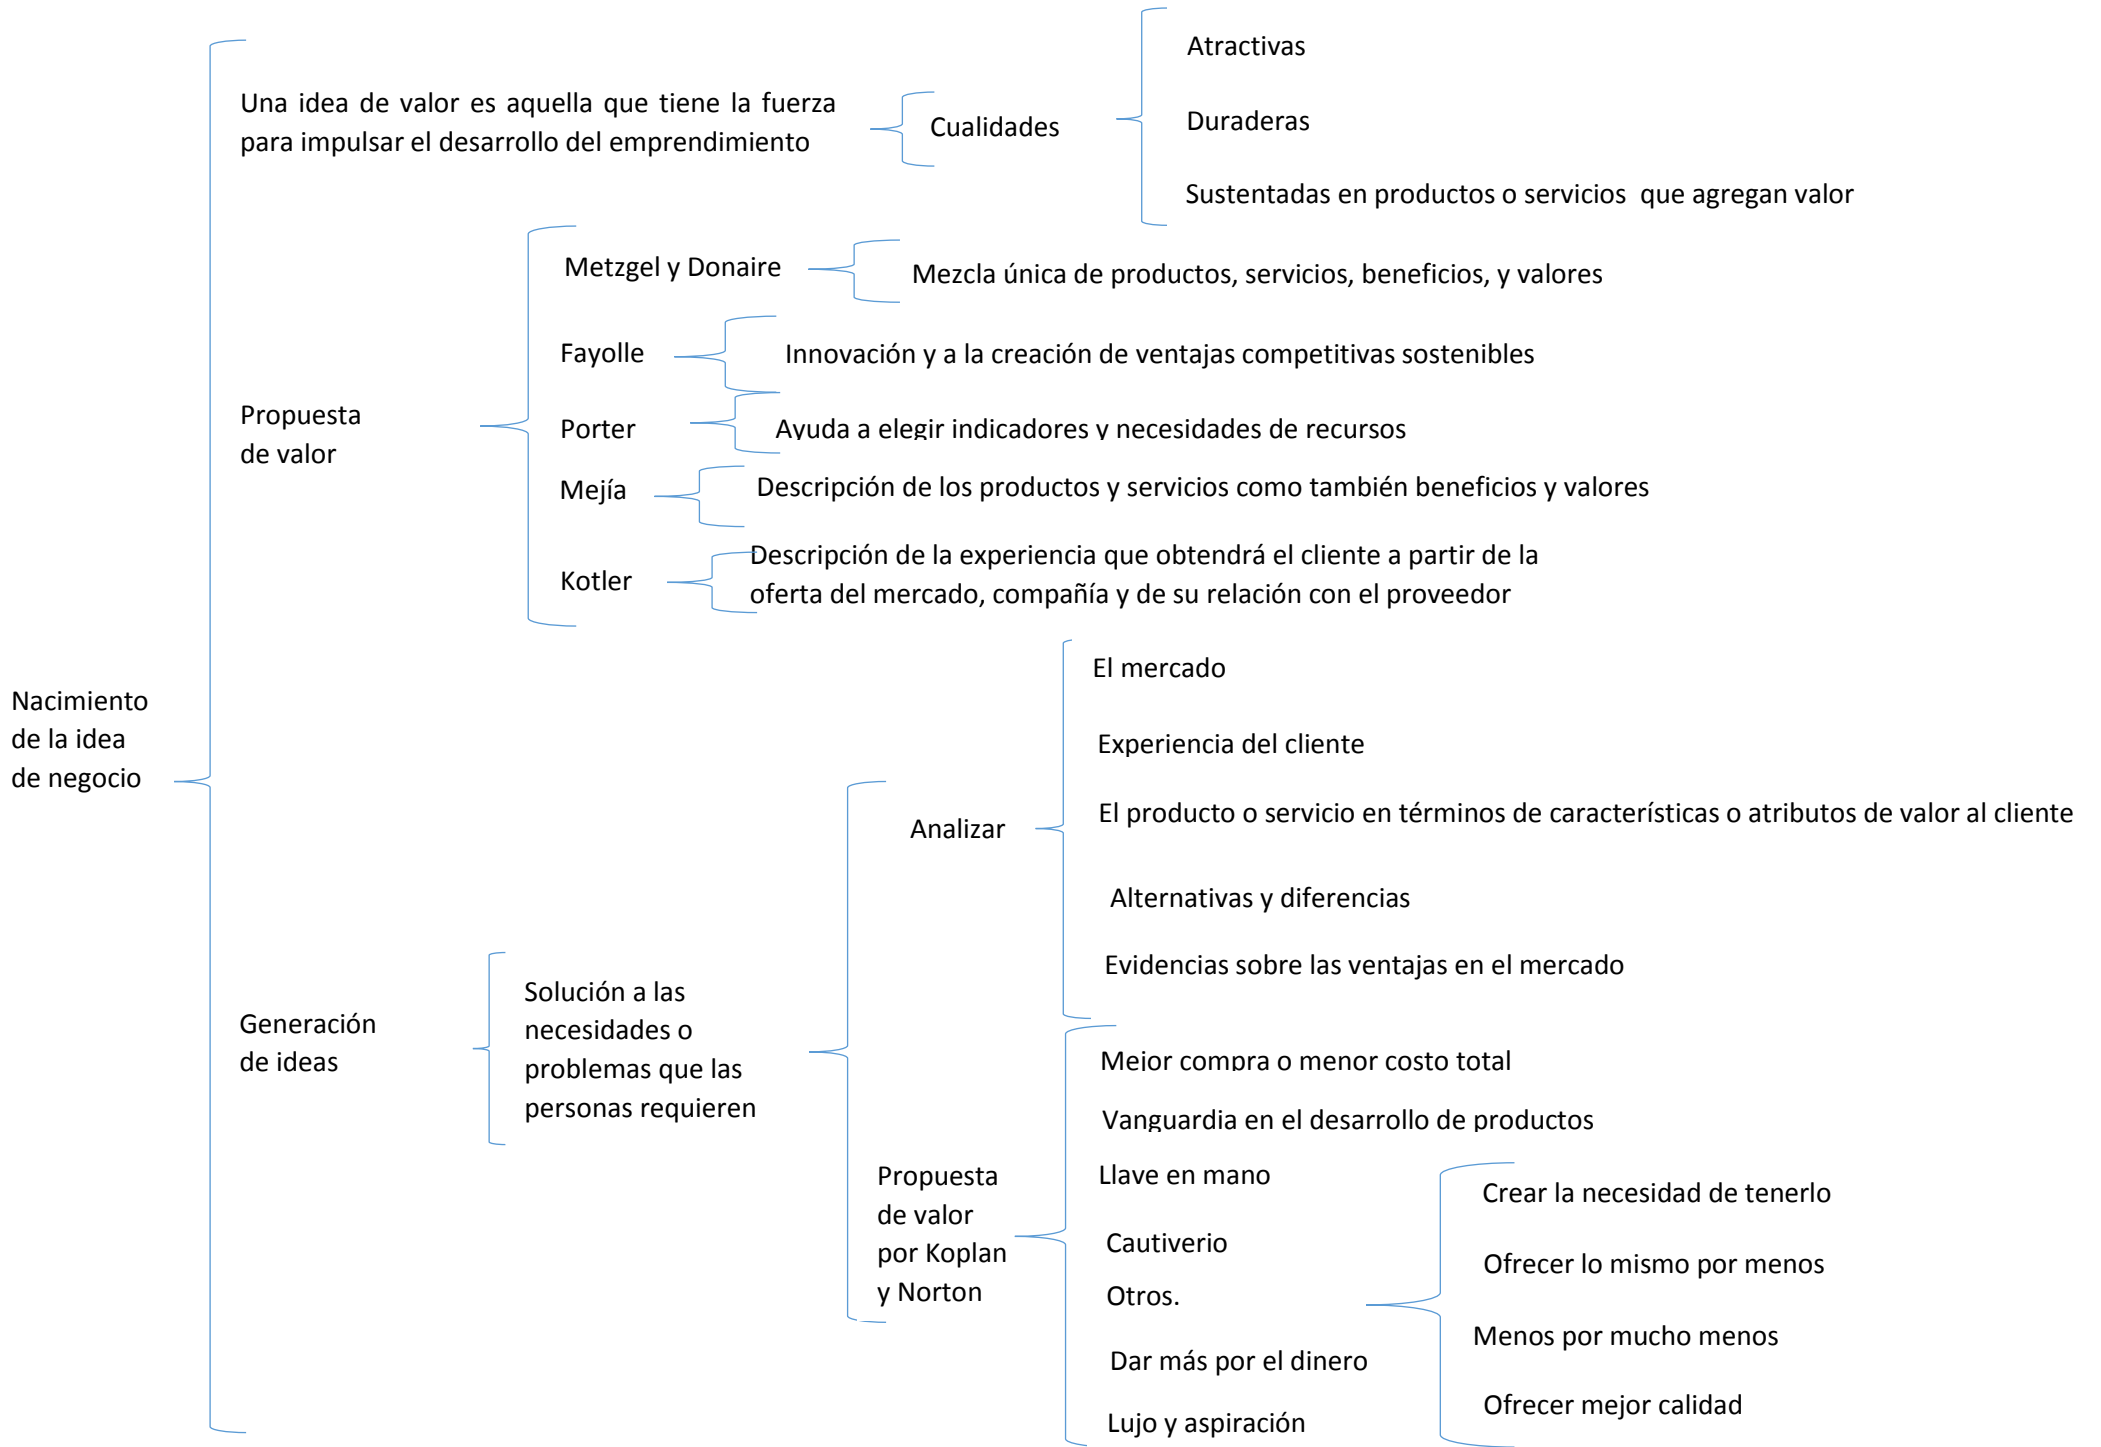 Nacimiento
de la idea
de negocio
Una idea de valor es aquella que tiene la fuerza
para impulsar el desarrollo del emprendimiento
Cualidades
Atractivas
Duraderas
Sustentadas en productos o servicios  que agregan valor
Propuesta
de valor
Metzgel y Donaire
Mezcla única de productos, servicios, beneficios, y valores
Fayolle
Innovación y a la creación de ventajas competitivas sostenibles
Porter
Ayuda a elegir indicadores y necesidades de recursos
Mejía
Descripción de los productos y servicios como también beneficios y valores
Kotler
Descripción de la experiencia que obtendrá el cliente a partir de la
oferta del mercado, compañía y de su relación con el proveedor
Generación
de ideas
Solución a las
necesidades o
problemas que las
personas requieren
Analizar
El mercado
Experiencia del cliente
El producto o servicio en términos de características o atributos de valor al cliente
Alternativas y diferencias
Evidencias sobre las ventajas en el mercado
Propuesta
de valor
por Koplan
y Norton
Mejor compra o menor costo total
Vanguardia en el desarrollo de productos
Llave en mano
Cautiverio
Otros.
Dar más por el dinero
Lujo y aspiración
Crear la necesidad de tenerlo
Ofrecer lo mismo por menos
Menos por mucho menos
Ofrecer mejor calidad